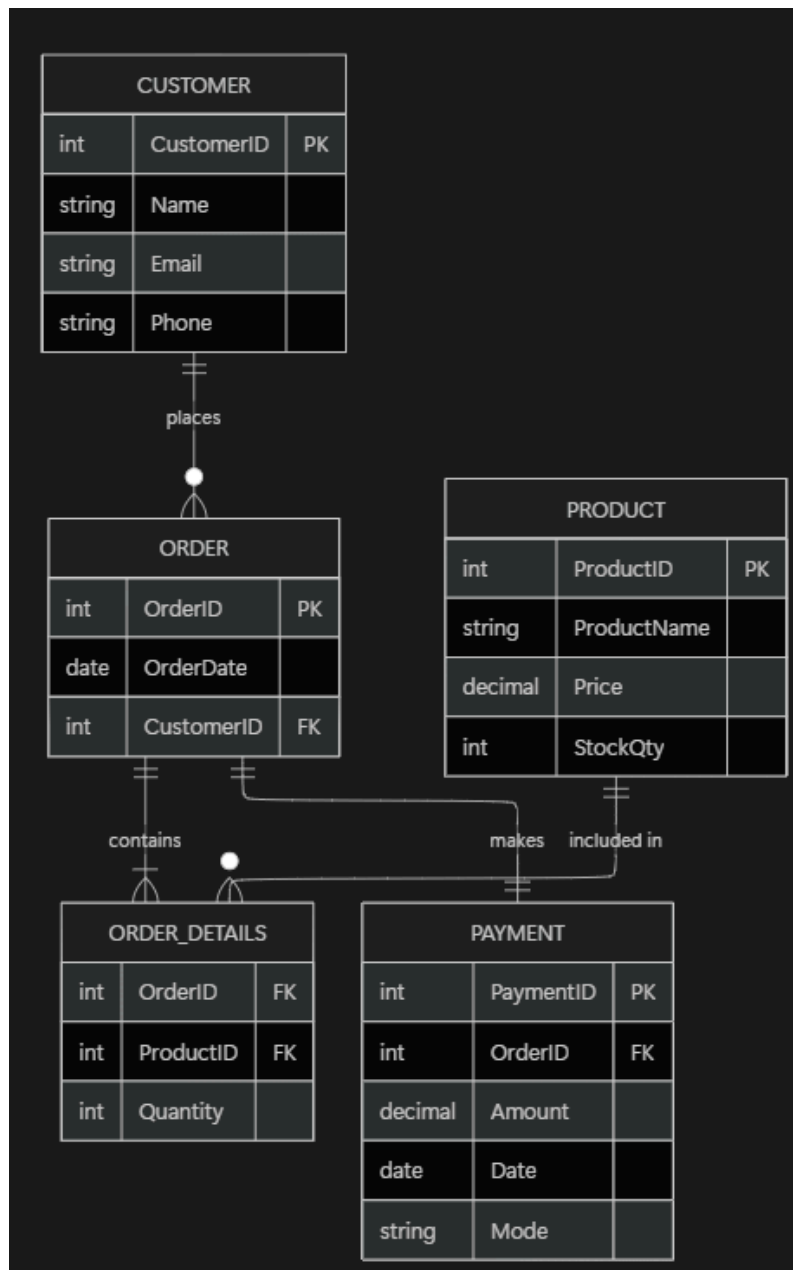 CUSTOMER
int CustomerID PK
string Name
string Email
string Phone
places
ORDER
int OrderID PK
date OrderDate
int CustomerID FK
PRODUCT
int ProductID PK
string ProductName
decimal Price
int StockQty
contains
makes
included in
ORDER_DETAILS
int OrderID FK
int ProductID FK
int Quantity
PAYMENT
int PaymentID PK
int OrderID FK
decimal Amount
date Date
string Mode